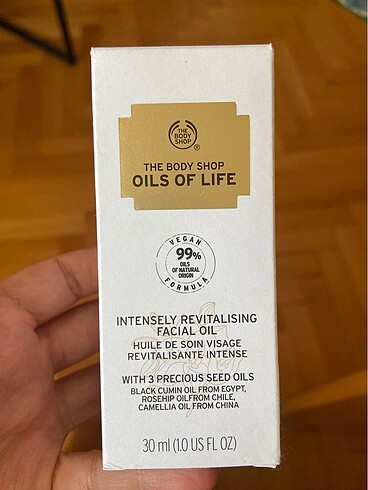 THE
BODY
SHOP
®
THE BODY SHOP
OILS OF LIFE
VEGAN
99%
OILS
OF NATURAL
ORIGIN
FORMULA
INTENSELY REVITALISING
FACIAL OIL
HUILE DE SOIN VISAGE
REVITALISANTE INTENSE
WITH 3 PRECIOUS SEED OILS
BLACK CUMIN OIL FROM EGYPT,
ROSEHIP OILFROM CHILE,
CAMELLIA OIL FROM CHINA
30 ml (1.0 US FL OZ)